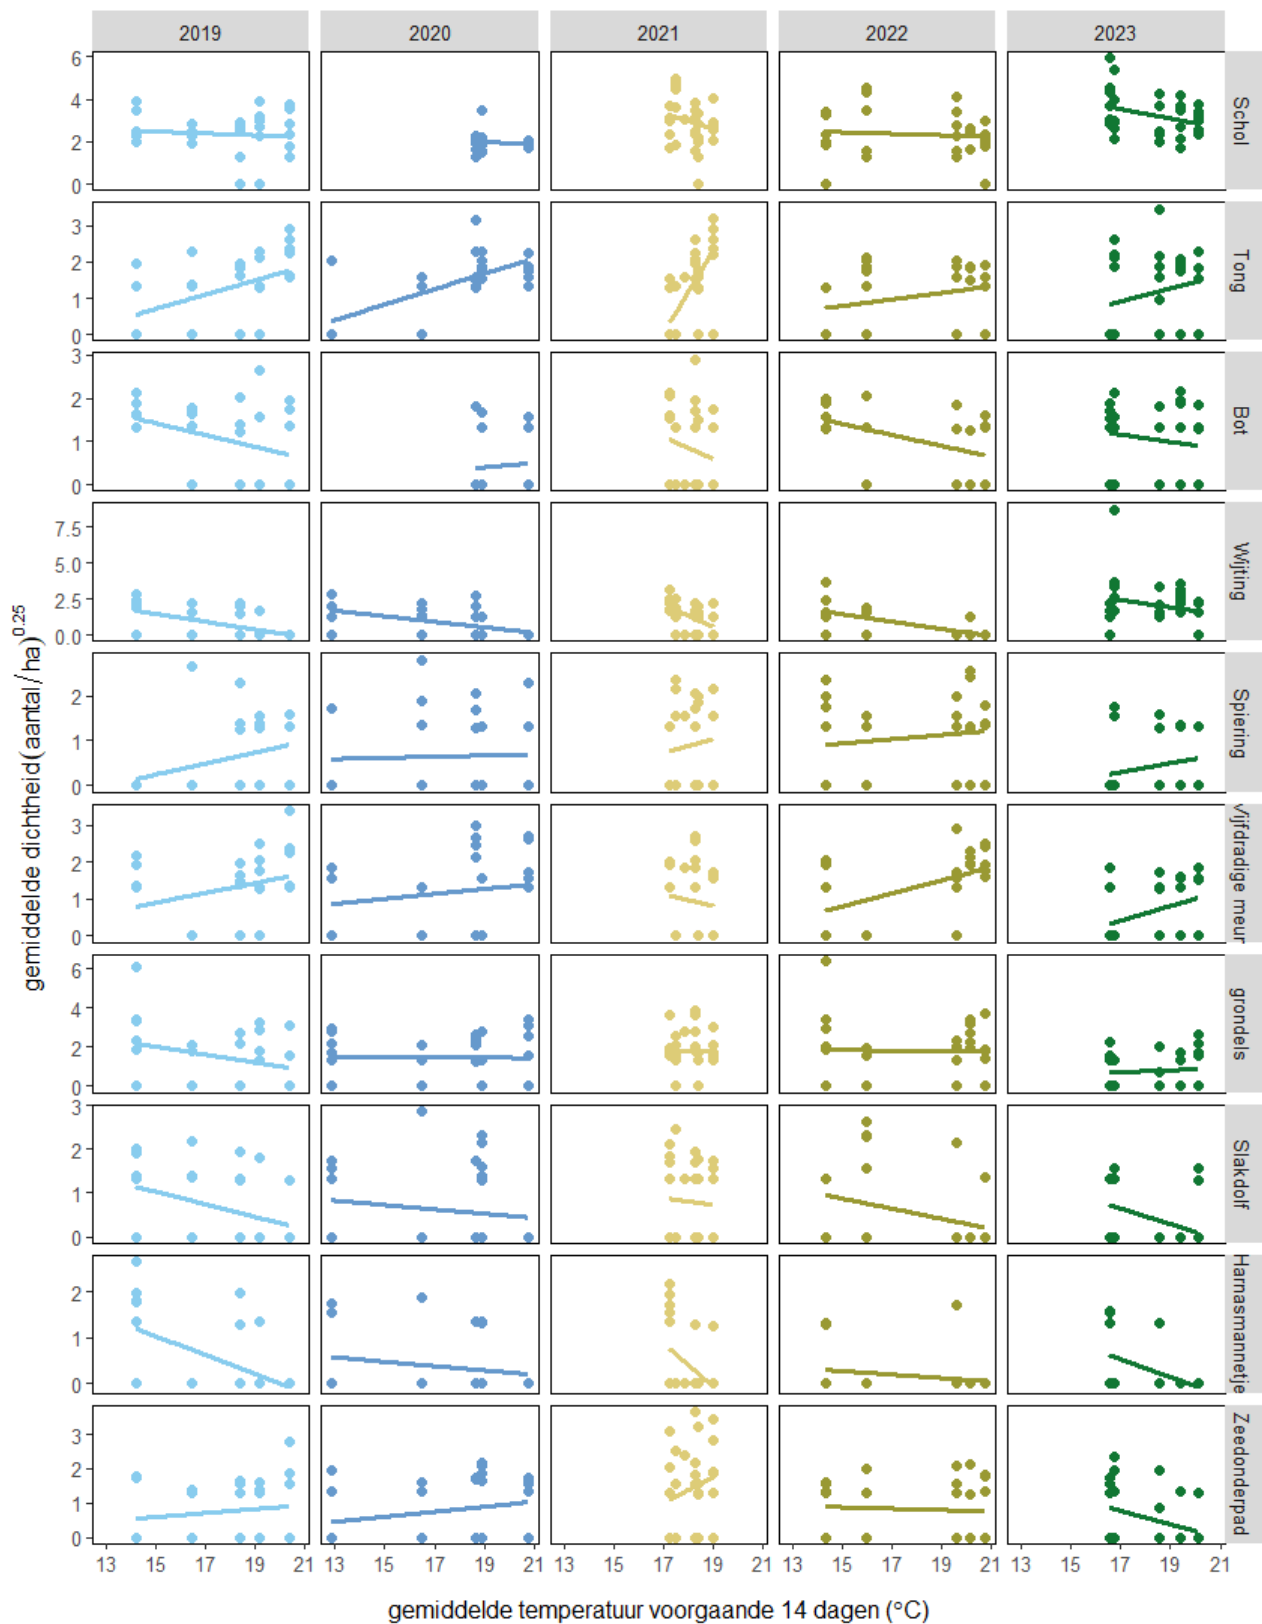 2019 2020 2021 2022 2023
6
4
2
0
Schol
3
2
1
0
Tong
3
2
1
0
Bot
7.5
5.0
2.5
0.0
Wijting
2
1
0
Spiering
3
2
1
0
Vijfdradige meur
6
4
2
0
grondels
3
2
1
0
Slakdolf
2
1
0
Harnasmannetje
3
2
1
0
Zeedonderpad
gemiddelde dichtheid(aantal/ha)^0.25
13 15 17 19 21 13 15 17 19 21 13 15 17 19 21 13 15 17 19 21 13 15 17 19 21
gemiddelde temperatuur voorgaande 14 dagen (°C)